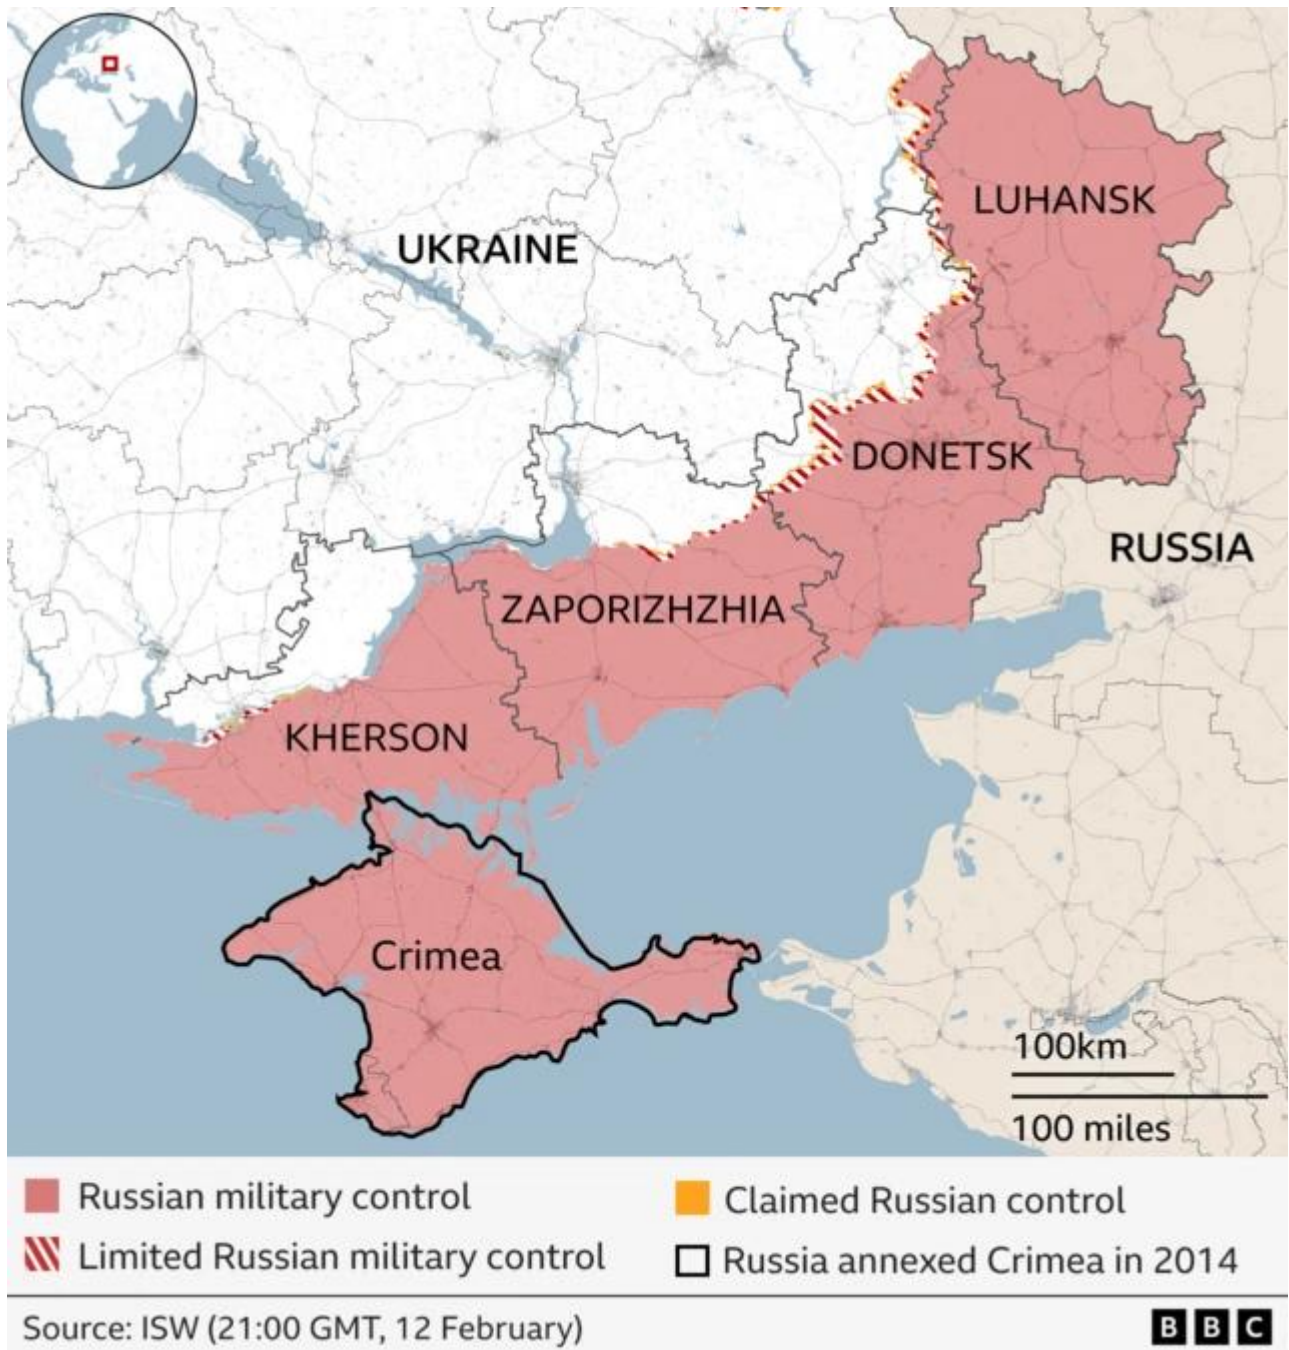 LUHANSK
UKRAINE
DONETSK
RUSSIA
ZAPORIZHZHIA
KHERSON
Crimea
100km
100 miles
Russian military control
Claimed Russian control
Limited Russian military control
Russia annexed Crimea in 2014
Source: ISW (21:00 GMT, 12 February)
BBC